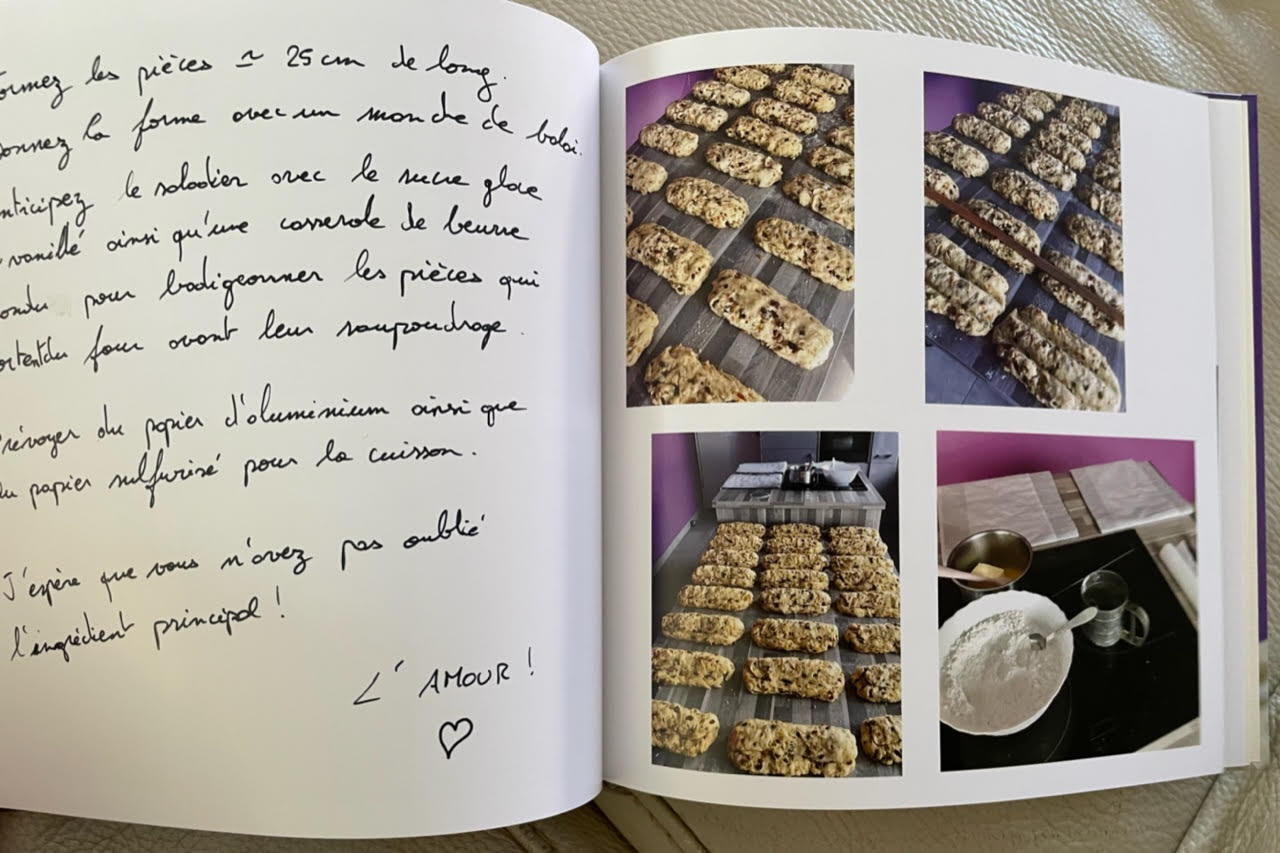 ormez les pièces ≃ 25 cm de long.
onnez la forme avec un manche de balai.
nticipez le saladier avec le sucre glace
vanillé ainsi qu'une casserole de beurre
ondu pour badigeonner les pièces qui
ortent du four avant leur saupoudrage.
révoyez du papier d'aluminium ainsi que
du papier sulfurisé pour la cuisson.
J'espère que vous n'avez pas oublié
l'ingrédient principal !
L' AMOUR !